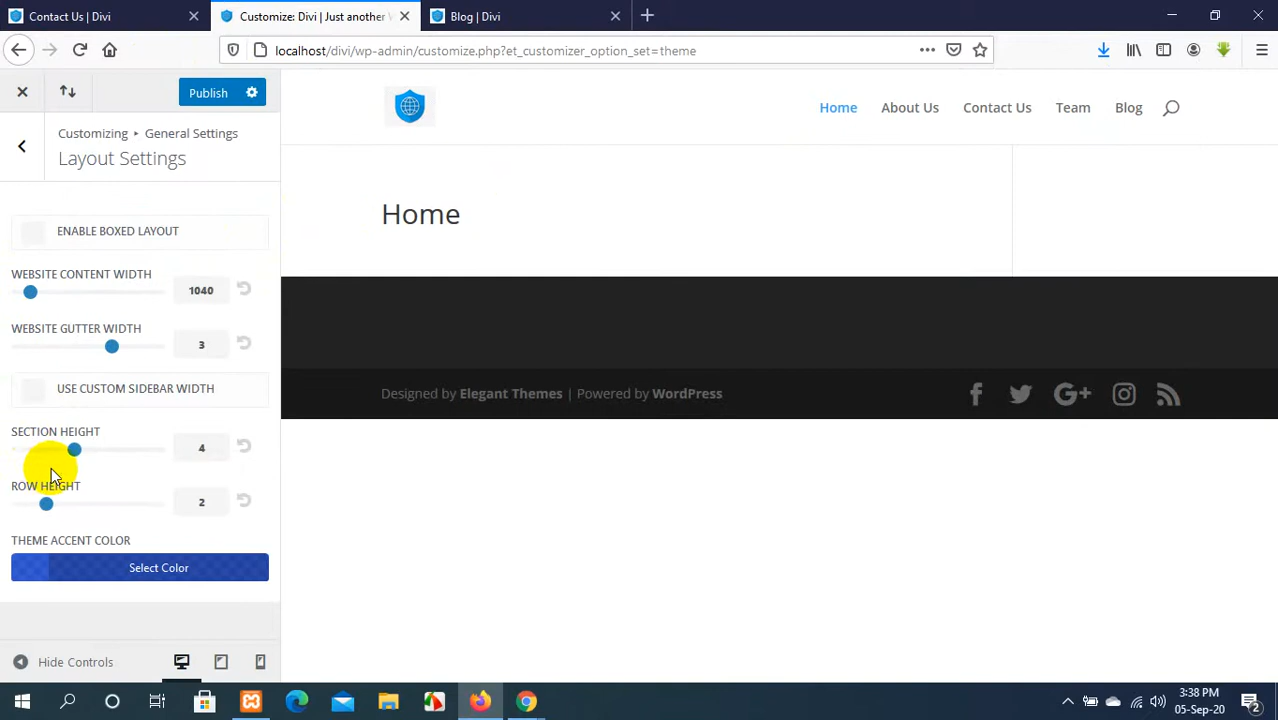 Contact Us | Divi
Customize: Divi | Just another W
Blog | Divi
localhost/divi/wp-admin/customize.php?et_customizer_option_set=theme
Publish
Customizing ▸ General Settings
Layout Settings
Home
About Us
Contact Us
Team
Blog
Home
ENABLE BOXED LAYOUT
WEBSITE CONTENT WIDTH
1040
WEBSITE GUTTER WIDTH
3
USE CUSTOM SIDEBAR WIDTH
SECTION HEIGHT
4
ROW HEIGHT
2
THEME ACCENT COLOR
Select Color
Designed by Elegant Themes | Powered by WordPress
Hide Controls
3:38 PM
05-Sep-20
2